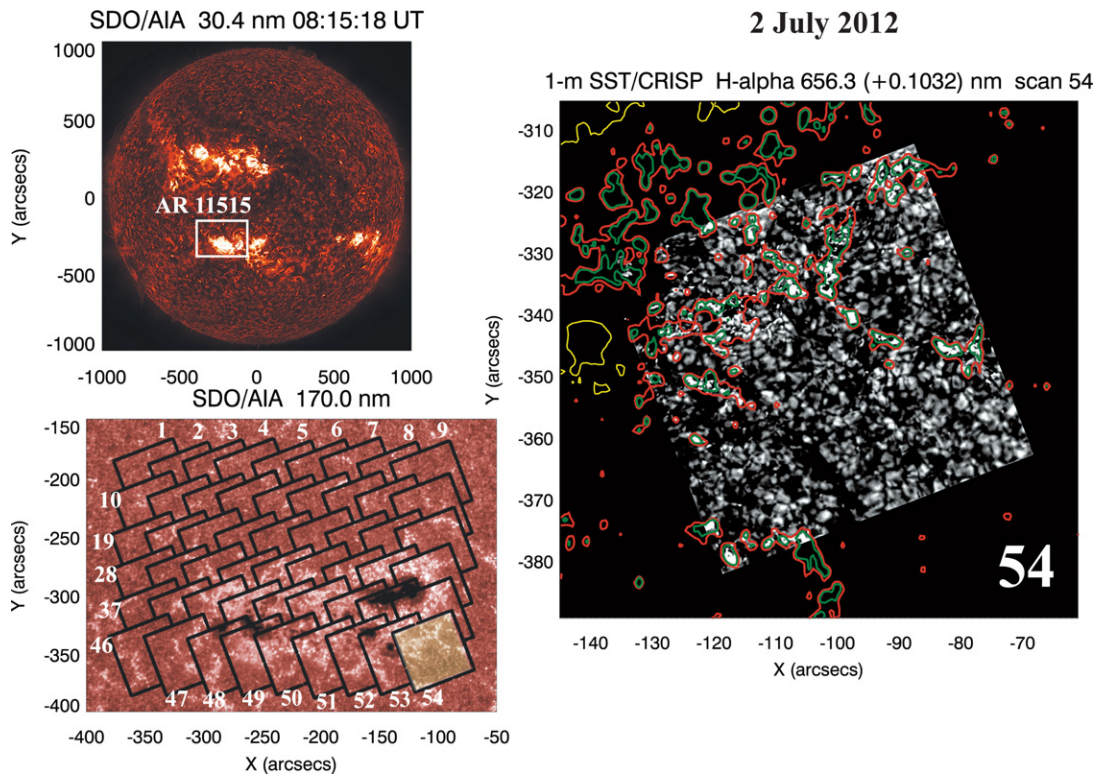 SDO/AIA 30.4 nm 08:15:18 UT
2 July 2012
1000
500
0
-500
-1000
Y (arcsecs)
AR 11515
-1000 -500 0 500 1000
SDO/AIA 170.0 nm
-150
-200
-250
-300
-350
-400
Y (arcsecs)
1 2 3 4 5 6 7 8 9
10
19
28
37
46
47 48 49 50 51 52 53 54
-400 -350 -300 -250 -200 -150 -100 -50
X (arcsecs)
1-m SST/CRISP H-alpha 656.3 (+0.1032) nm scan 54
-310
-320
-330
-340
-350
-360
-370
-380
Y (arcsecs)
54
-140 -130 -120 -110 -100 -90 -80 -70
X (arcsecs)